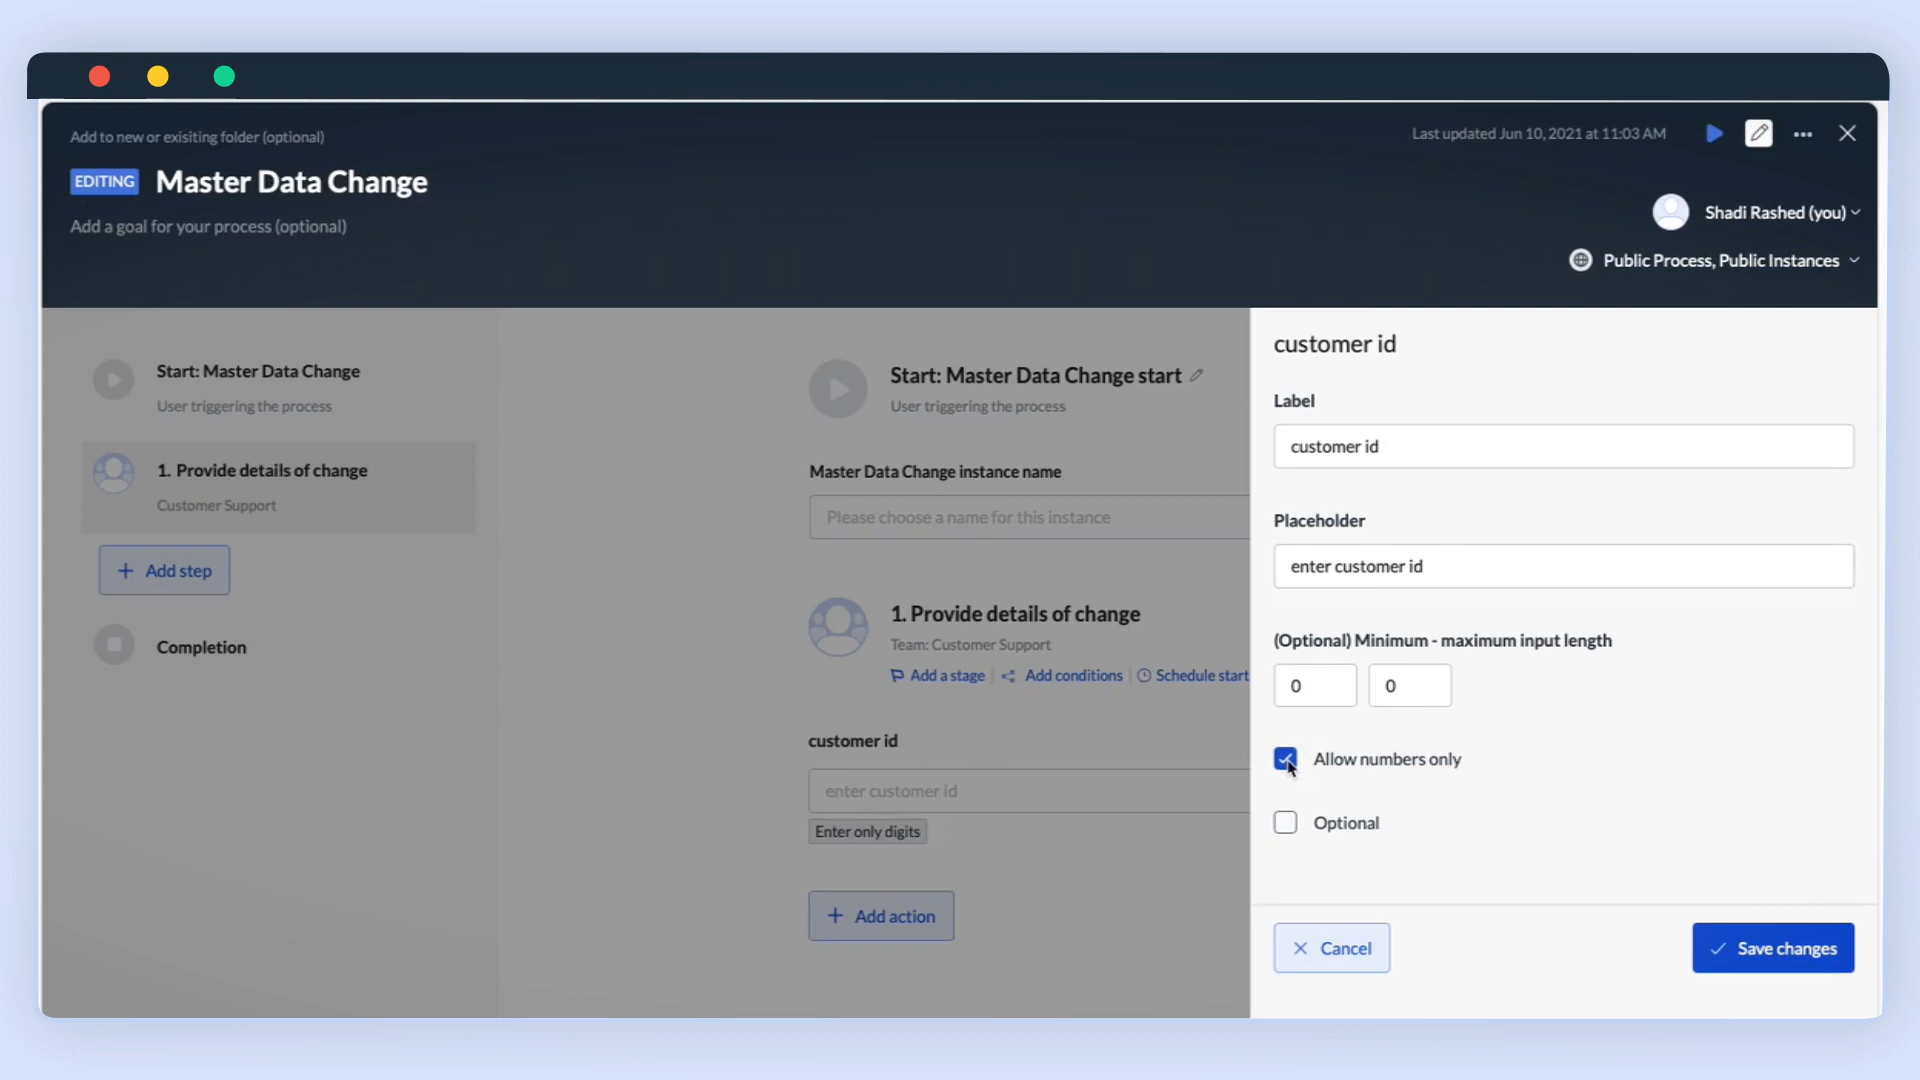 Add to new or exisiting folder (optional)
Last updated Jun 10, 2021 at 11:03 AM
EDITING Master Data Change
Add a goal for your process (optional)
Shadi Rashed (you)
Public Process, Public Instances
Start: Master Data Change
User triggering the process
1. Provide details of change
Customer Support
+ Add step
Completion
Start: Master Data Change start
User triggering the process
Master Data Change instance name
Please choose a name for this instance
1. Provide details of change
Team: Customer Support
Add a stage
Add conditions
Schedule start
customer id
enter customer id
Enter only digits
+ Add action
customer id
Label
customer id
Placeholder
enter customer id
(Optional) Minimum - maximum input length
0
0
Allow numbers only
Optional
Cancel
Save changes